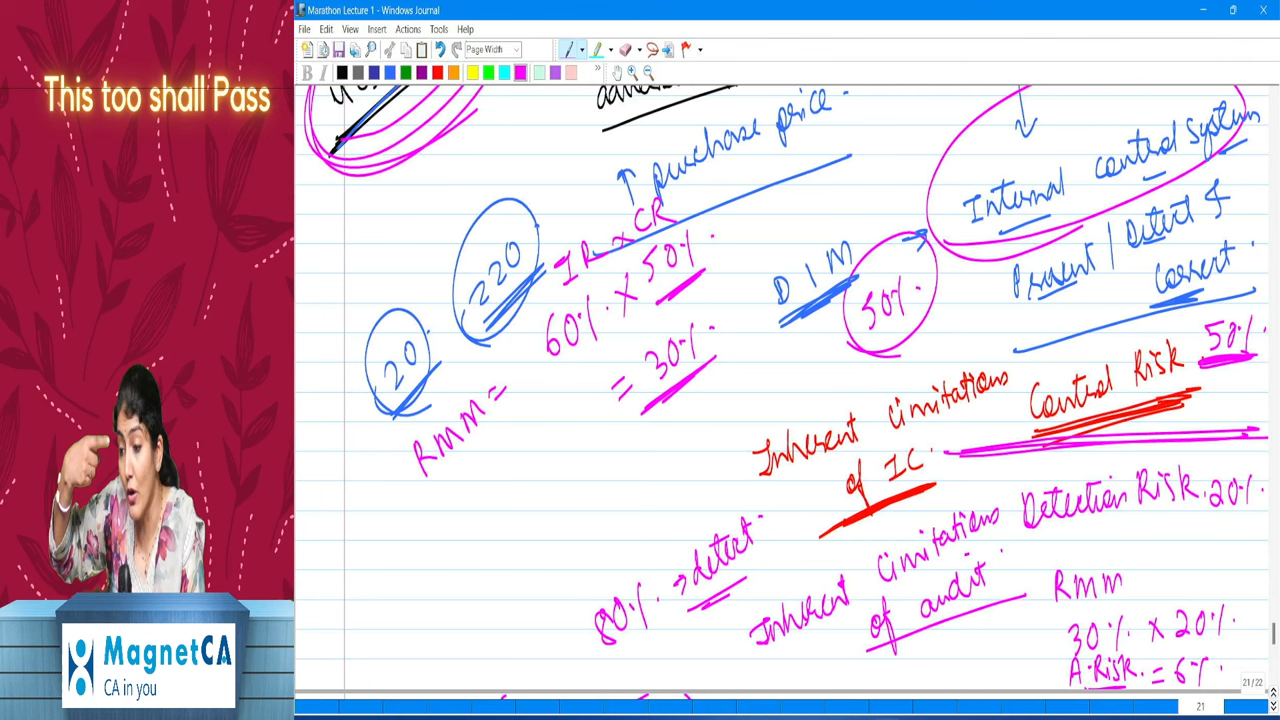 This too shall Pass
Marathon Lecture 1 - Windows Journal
File Edit View Insert Actions Tools Help
Page Width
B I
↑ purchase price.
Internal control System
Prevent / Detect &
Correct.
220
IR × CR
60%. × 50%.
= 30%.
RMM =
20
D I M
50%.
Inherent Limitations
of IC.
Control Risk 50%.
Detection Risk. 20%.
Inherent Limitations
of audit.
80%. → detect.
RMM
30%. × 20%.
A. Risk. = 6%.
MagnetCA
CA in you
21/22
21